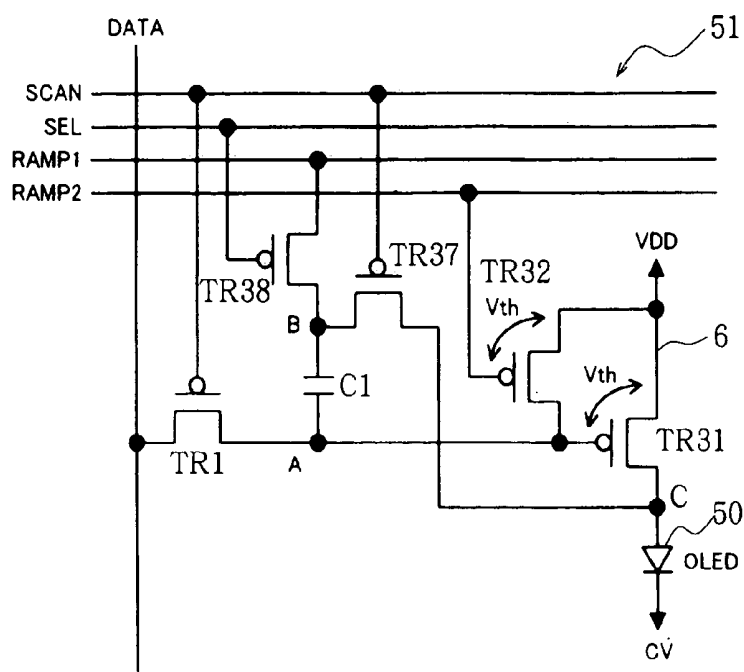 DATA
51
SCAN
SEL
RAMP1
RAMP2
VDD
TR37
TR32
TR38
Vth
6
B
Vth
C1
TR31
TR1
A
C
50
OLED
CV